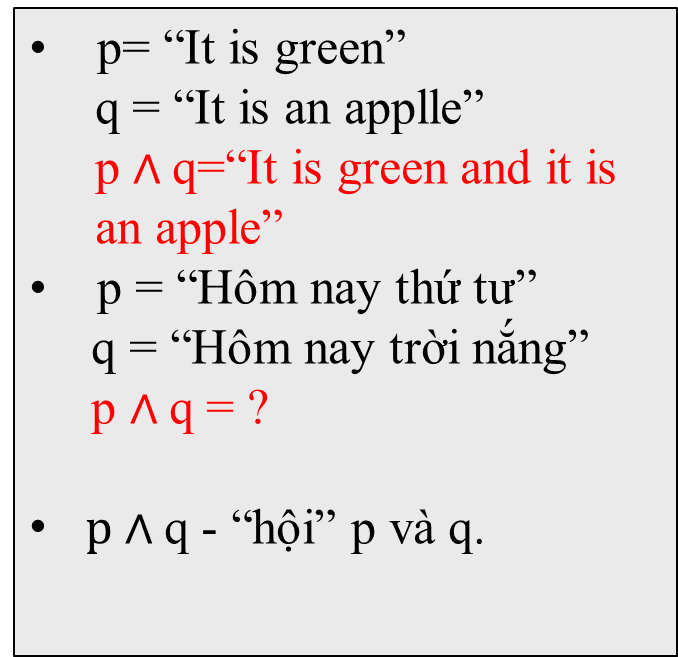 • p= “It is green”
q = “It is an applle”
p ∧ q=“It is green and it is
an apple”
• p = “Hôm nay thứ tư”
q = “Hôm nay trời nắng”
p ∧ q = ?
• p ∧ q - “hội” p và q.